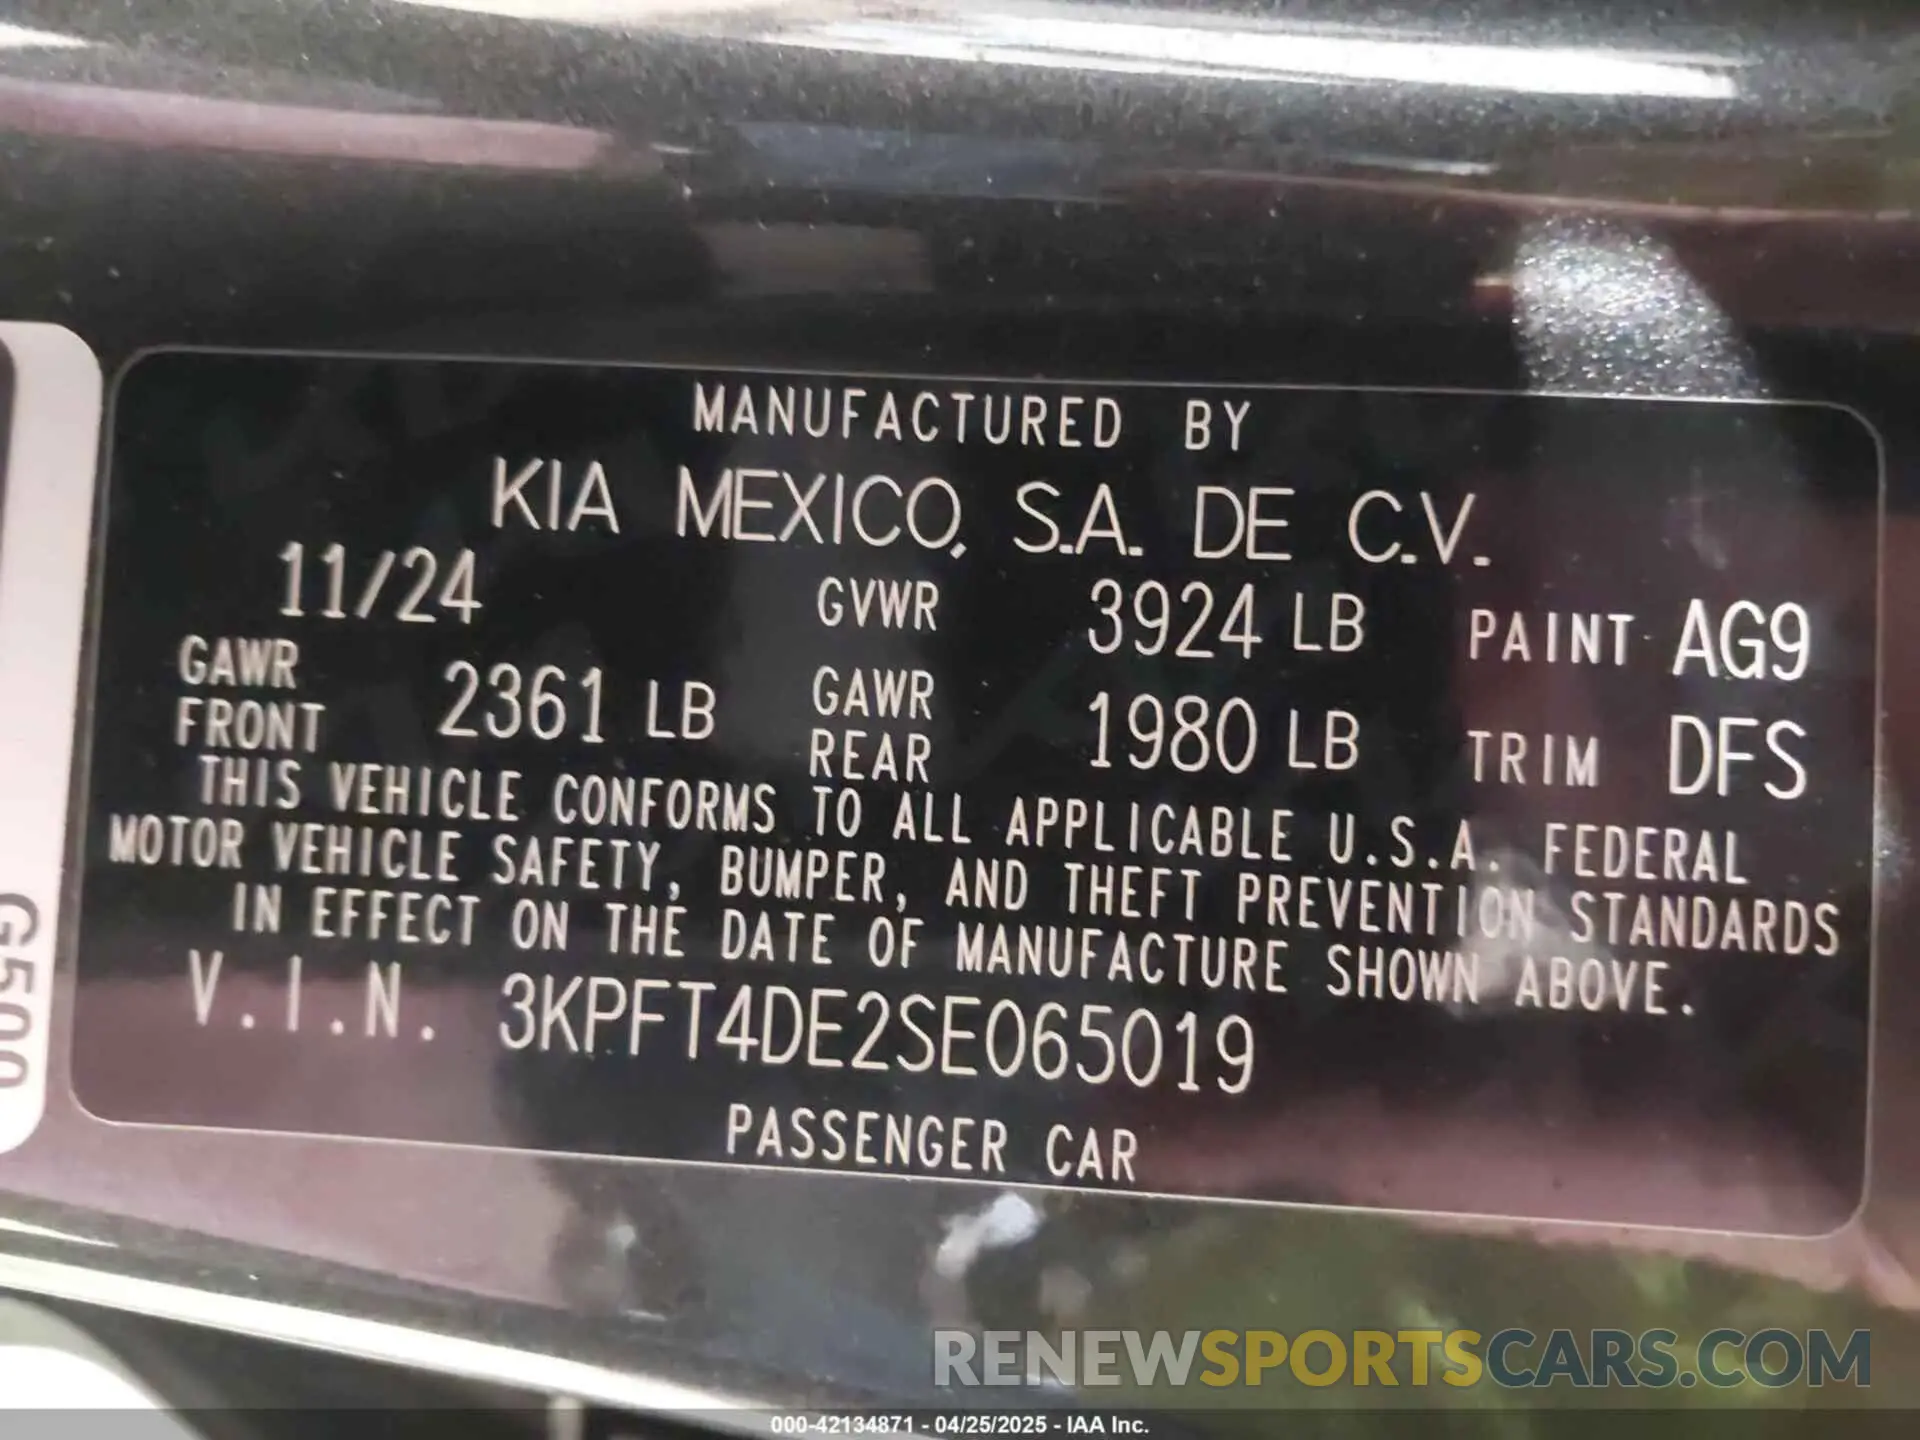 MANUFACTURED BY
KIA MEXICO, S.A. DE C.V.
11/24 GVWR 3924 LB PAINT AG9
GAWR FRONT 2361 LB GAWR REAR 1980 LB TRIM DFS
THIS VEHICLE CONFORMS TO ALL APPLICABLE U.S.A. FEDERAL
MOTOR VEHICLE SAFETY, BUMPER, AND THEFT PREVENTION STANDARDS
IN EFFECT ON THE DATE OF MANUFACTURE SHOWN ABOVE.
V.I.N. 3KPFT4DE2SE065019
PASSENGER CAR
G500
RENEWSPORTSCARS.COM
000-42134871 - 04/25/2025 - IAA Inc.